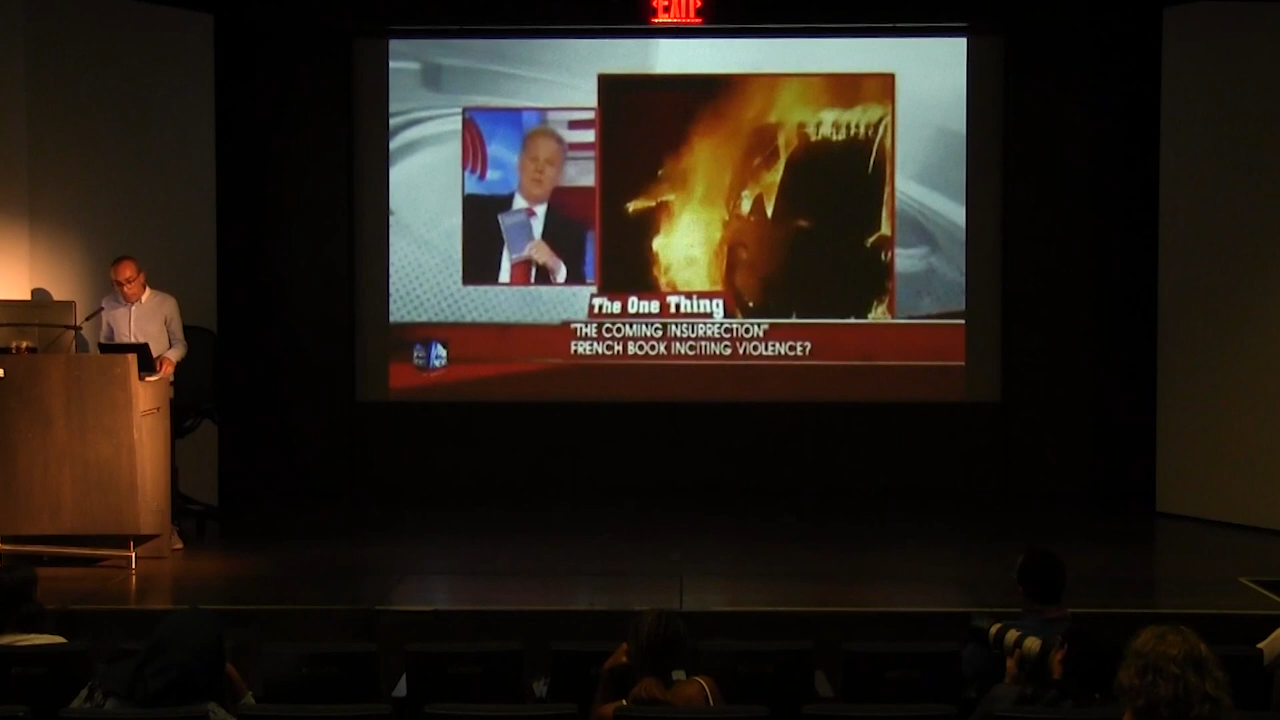 EXIT
The One Thing
"THE COMING INSURRECTION"
FRENCH BOOK INCITING VIOLENCE?